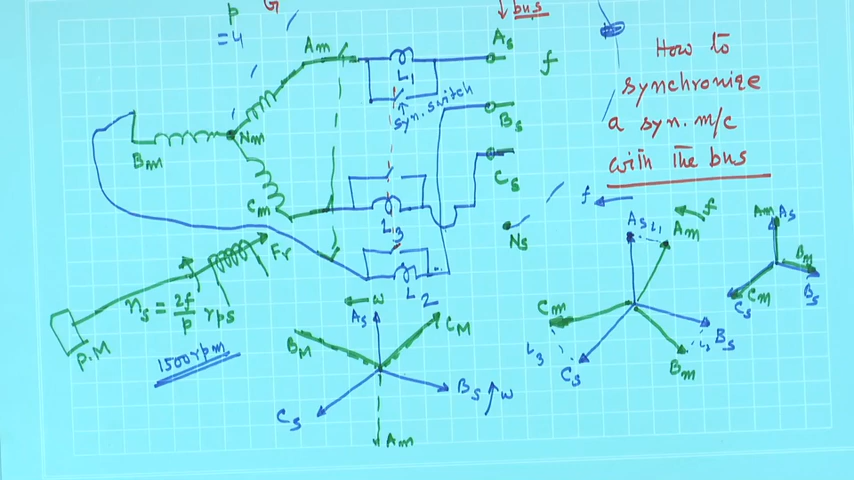 p
= 4
bus
Am
L1
As
f
syn. switch
Bs
Nm
Bm
Cs
Cm
L3
Ns
L2
How to
synchronize
a syn. m/c
with the bus
Fr
ns = 2f/p rps
P.M
1500rpm
ω
As
CM
BM
Bs
ω
Cs
Am
f
f
As
L1
Am
Cm
Bs
L3
L2
Cs
Bm
Am
As
BM
Bs
Cs
CM